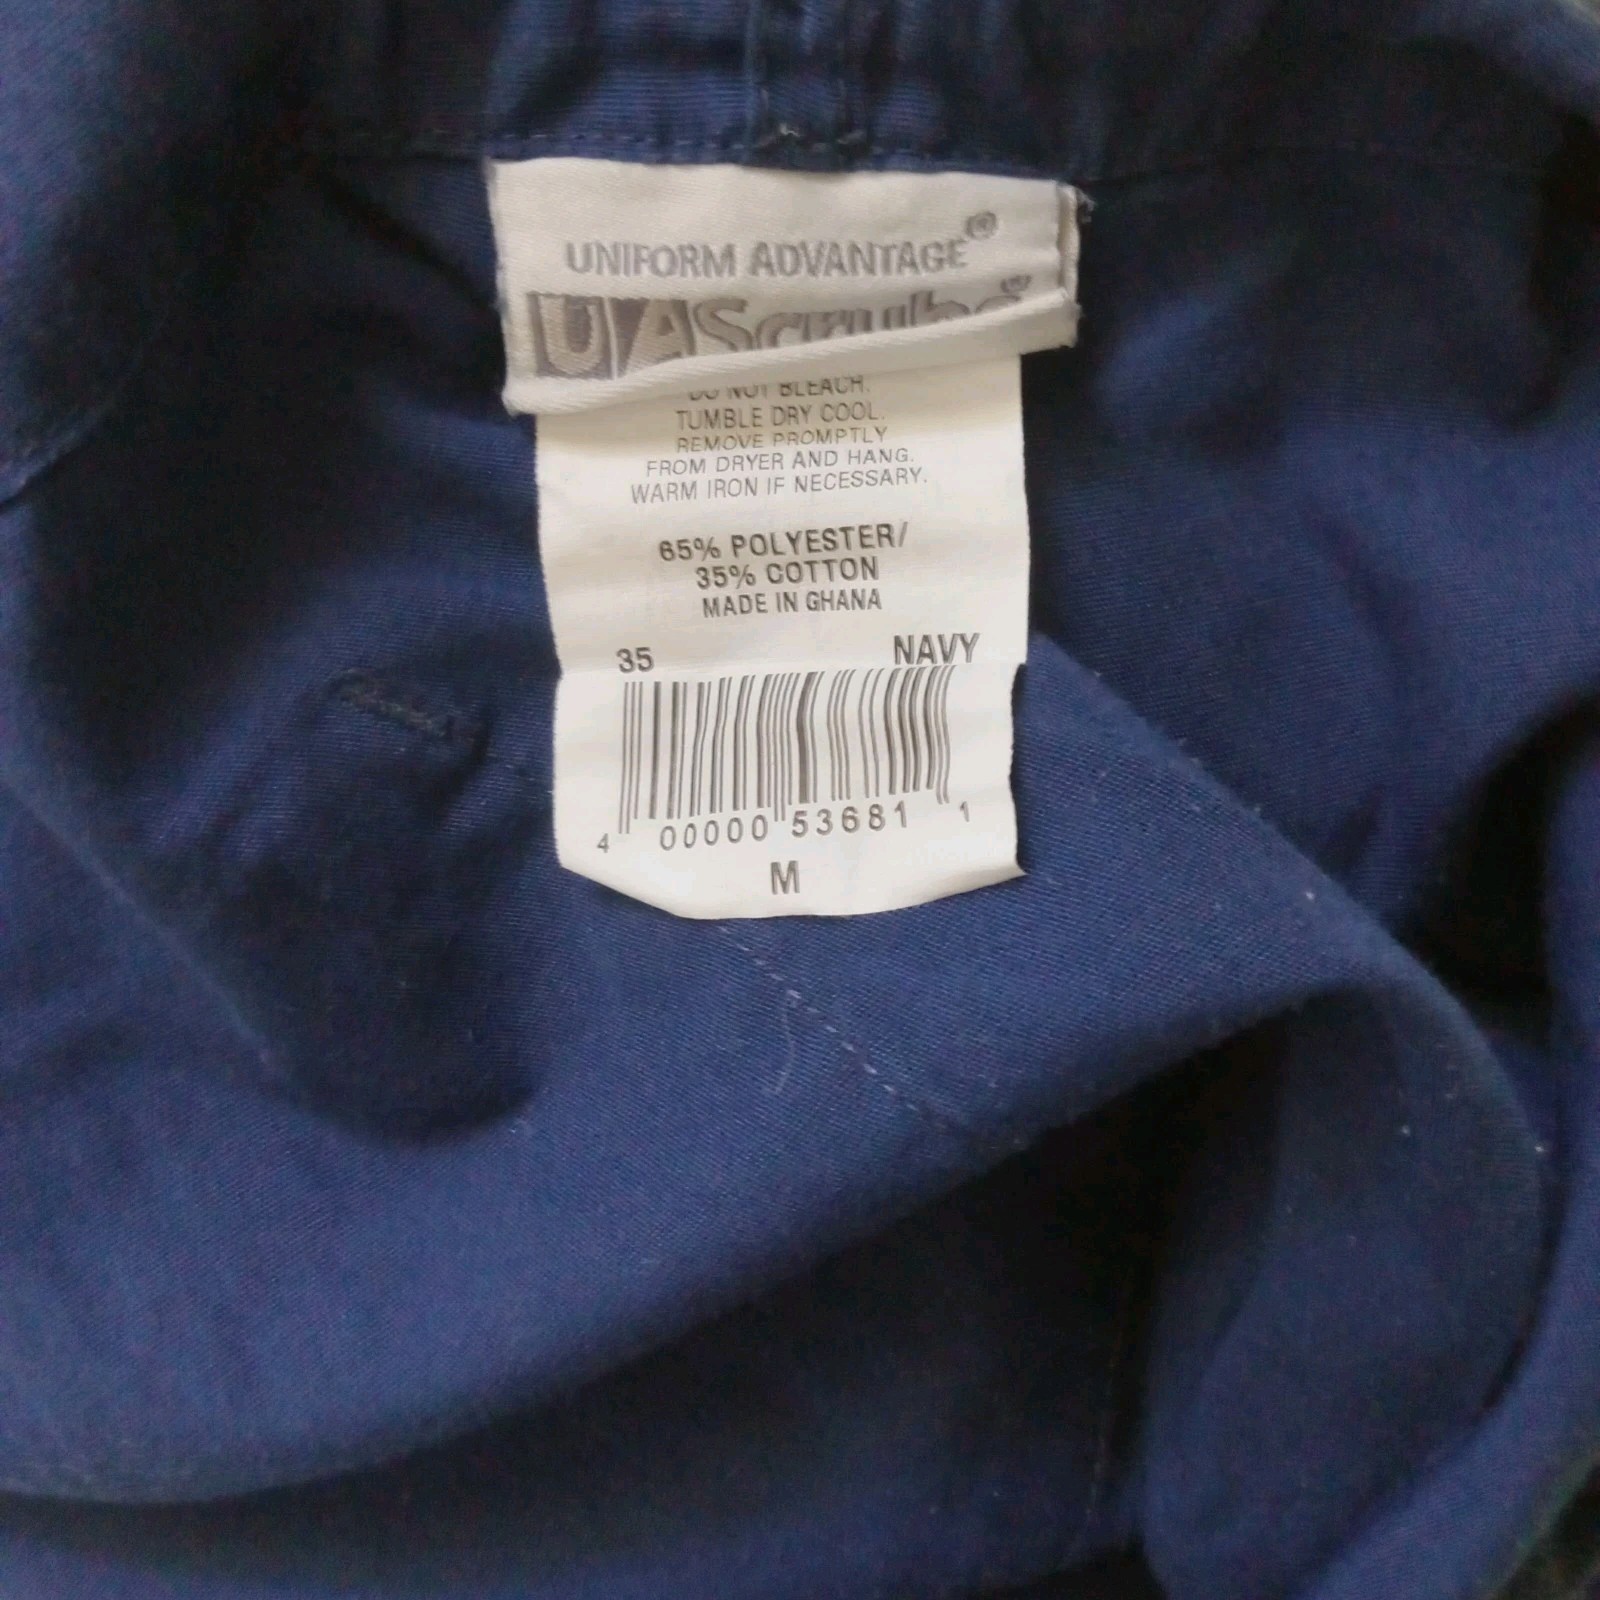 UNIFORM ADVANTAGE®
UAScrubs®
DO NOT BLEACH.
TUMBLE DRY COOL.
REMOVE PROMPTLY
FROM DRYER AND HANG.
WARM IRON IF NECESSARY.
65% POLYESTER/
35% COTTON
MADE IN GHANA
35 NAVY
4 00000 53681 1
M